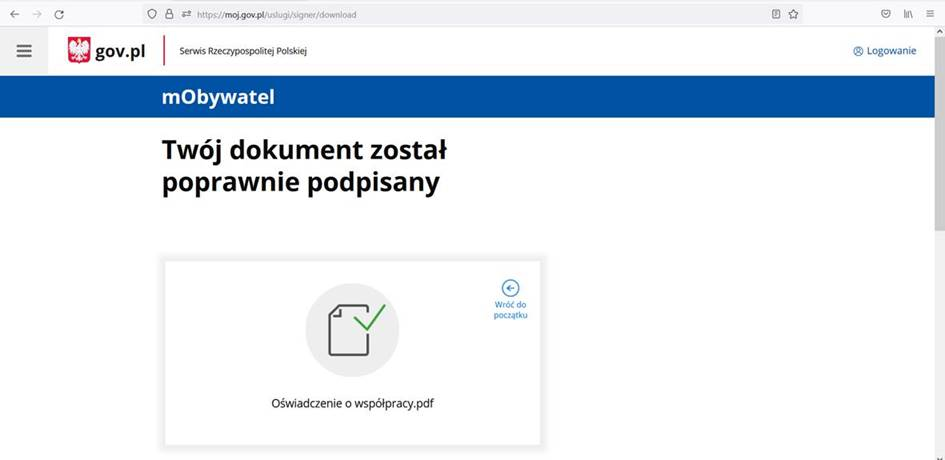 https://moj.gov.pl/uslugi/signer/download
gov.pl
Serwis Rzeczypospolitej Polskiej
Logowanie
mObywatel
Twój dokument został
poprawnie podpisany
Wróć do
początku
Oświadczenie o współpracy.pdf